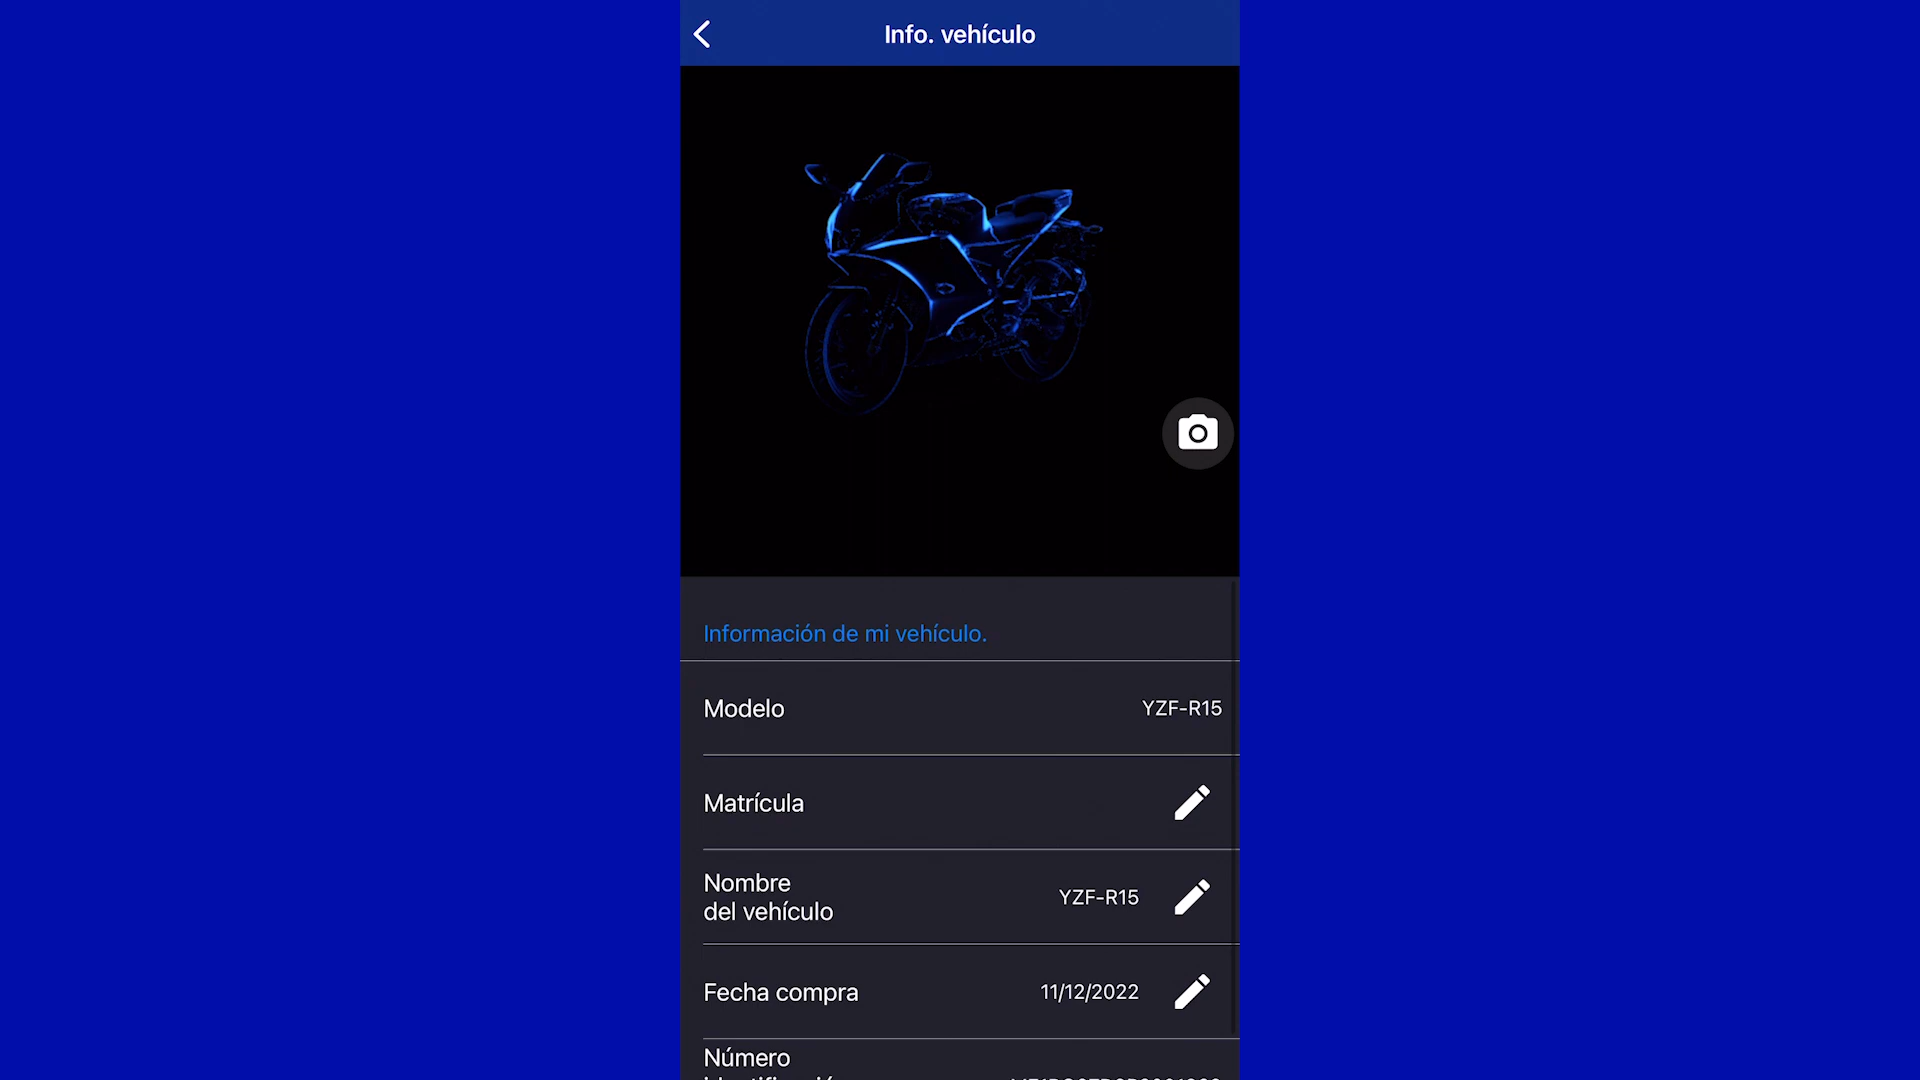 Info. vehículo
Información de mi vehículo.
Modelo
YZF-R15
Matrícula
Nombre
del vehículo
YZF-R15
Fecha compra
11/12/2022
Número